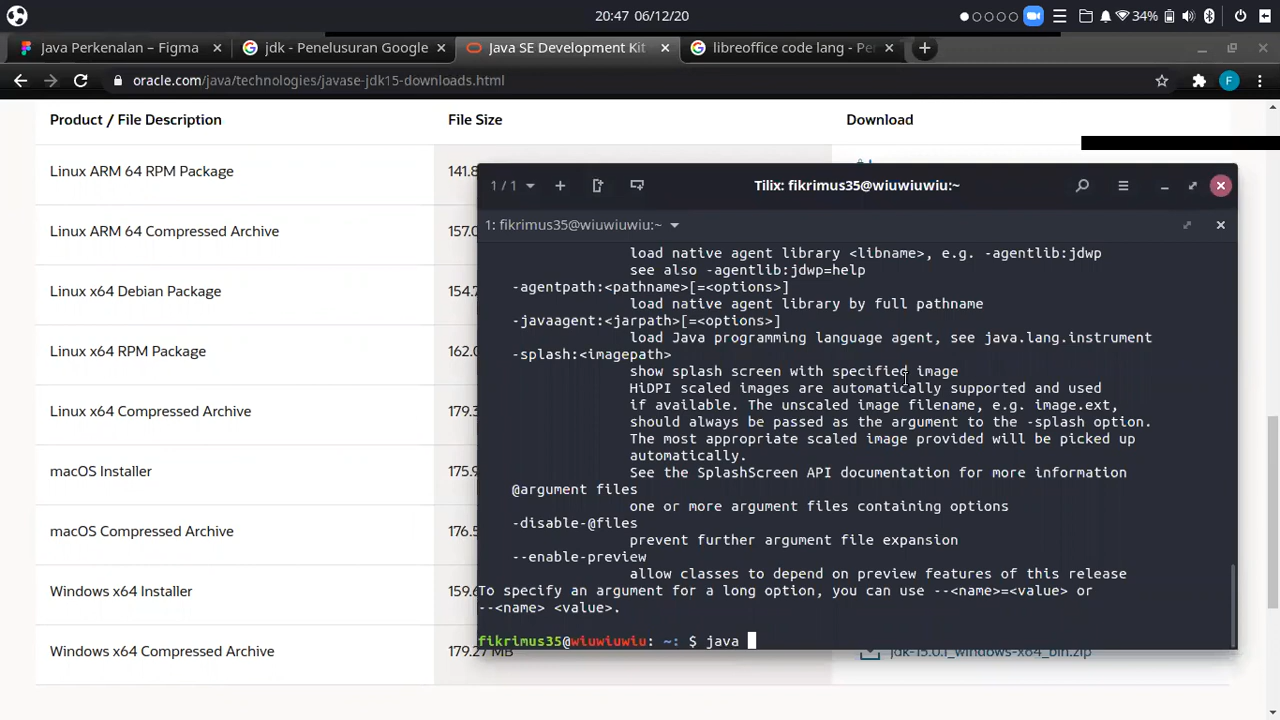 20:47 06/12/20
34%
Java Perkenalan – Figma
jdk - Penelusuran Google
Java SE Development Kit
libreoffice code lang - Pe
oracle.com/java/technologies/javase-jdk15-downloads.html
F
Product / File Description File Size Download
Linux ARM 64 RPM Package 141.8
Linux ARM 64 Compressed Archive 157.0
Linux x64 Debian Package 154.7
Linux x64 RPM Package 162.0
Linux x64 Compressed Archive 179.3
macOS Installer 175.9
macOS Compressed Archive 176.5
Windows x64 Installer 159.6
Windows x64 Compressed Archive 179.27 MB jdk-15.0.1_windows-x64_bin.zip
1 / 1
Tilix: fikrimus35@wiuwiuwiu:~
1: fikrimus35@wiuwiuwiu:~
load native agent library <libname>, e.g. -agentlib:jdwp
see also -agentlib:jdwp=help
-agentpath:<pathname>[=<options>]
load native agent library by full pathname
-javaagent:<jarpath>[=<options>]
load Java programming language agent, see java.lang.instrument
-splash:<imagepath>
show splash screen with specified image
HiDPI scaled images are automatically supported and used
if available. The unscaled image filename, e.g. image.ext,
should always be passed as the argument to the -splash option.
The most appropriate scaled image provided will be picked up
automatically.
See the SplashScreen API documentation for more information
@argument files
one or more argument files containing options
-disable-@files
prevent further argument file expansion
--enable-preview
allow classes to depend on preview features of this release
To specify an argument for a long option, you can use --<name>=<value> or
--<name> <value>.
fikrimus35@wiuwiuwiu: ~: $ java